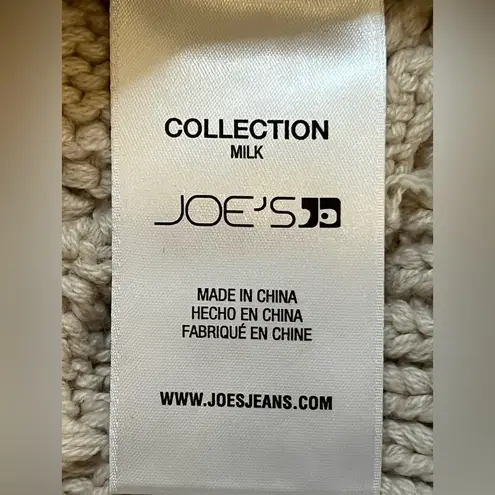 COLLECTION
MILK
JOE'S
MADE IN CHINA
HECHO EN CHINA
FABRIQUÉ EN CHINE
WWW.JOESJEANS.COM